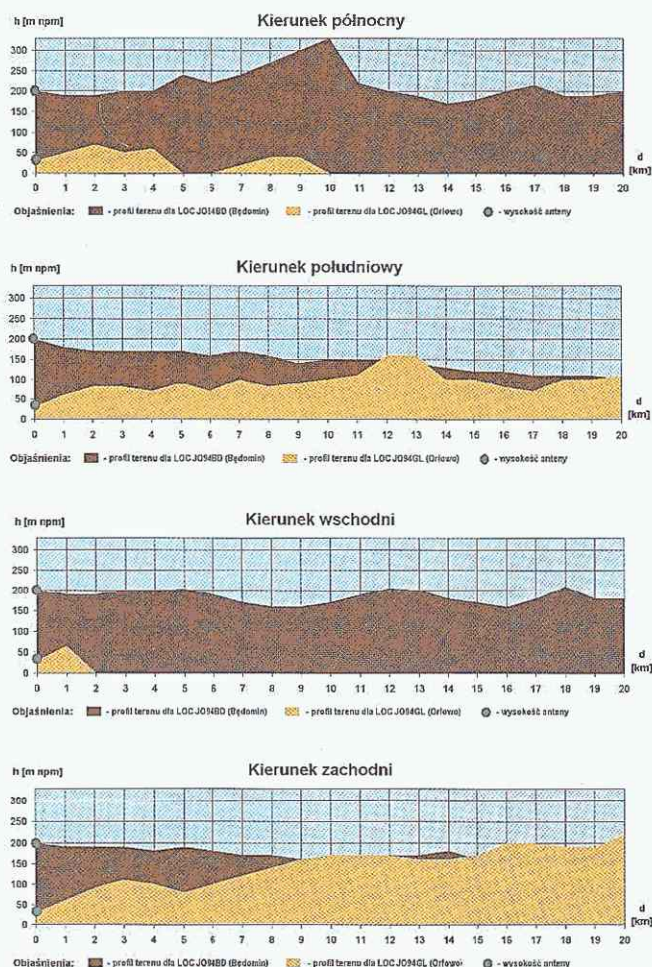 h [m npm] Kierunek północny
300
250
200
150
100
50
0
0 1 2 3 4 5 6 7 8 9 10 11 12 13 14 15 16 17 18 19 20
d
[km]
Objaśnienia: - profil terenu dla LOC JO94BD (Będomin) - profil terenu dla LOC JO94GL (Orłowo) - wysokość anteny
h [m npm] Kierunek południowy
300
250
200
150
100
50
0
0 1 2 3 4 5 6 7 8 9 10 11 12 13 14 15 16 17 18 19 20
d
[km]
Objaśnienia: - profil terenu dla LOC JO94BD (Będomin) - profil terenu dla LOC JO94GL (Orłowo) - wysokość anteny
h [m npm] Kierunek wschodni
300
250
200
150
100
50
0
0 1 2 3 4 5 6 7 8 9 10 11 12 13 14 15 16 17 18 19 20
d
[km]
Objaśnienia: - profil terenu dla LOC JO94BD (Będomin) - profil terenu dla LOC JO94GL (Orłowo) - wysokość anteny
h [m npm] Kierunek zachodni
300
250
200
150
100
50
0
0 1 2 3 4 5 6 7 8 9 10 11 12 13 14 15 16 17 18 19 20
d
[km]
Objaśnienia: - profil terenu dla LOC JO94BD (Będomin) - profil terenu dla LOC JO94GL (Orłowo) - wysokość anteny